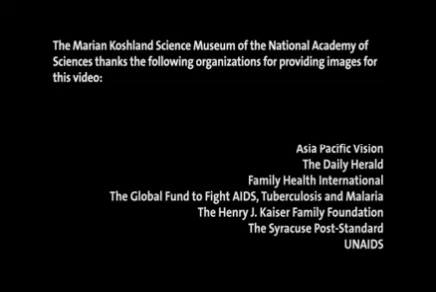 The Marian Koshland Science Museum of the National Academy of
Sciences thanks the following organizations for providing images for
this video:
Asia Pacific Vision
The Daily Herald
Family Health International
The Global Fund to Fight AIDS, Tuberculosis and Malaria
The Henry J. Kaiser Family Foundation
The Syracuse Post-Standard
UNAIDS